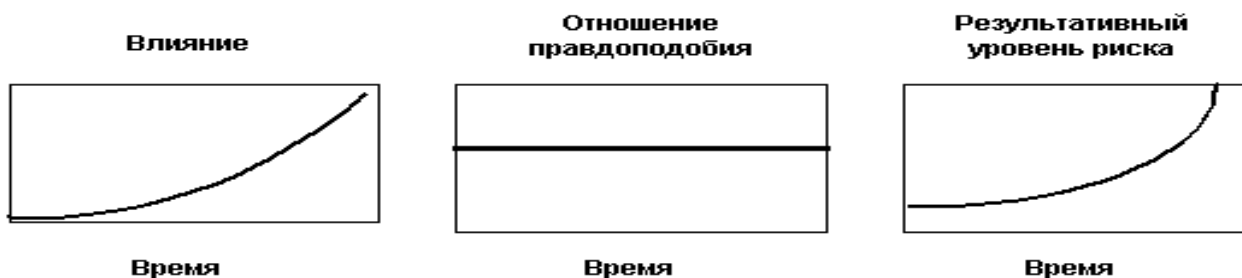 Влияние
Отношение
правдоподобия
Результативный
уровень риска
Время
Время
Время